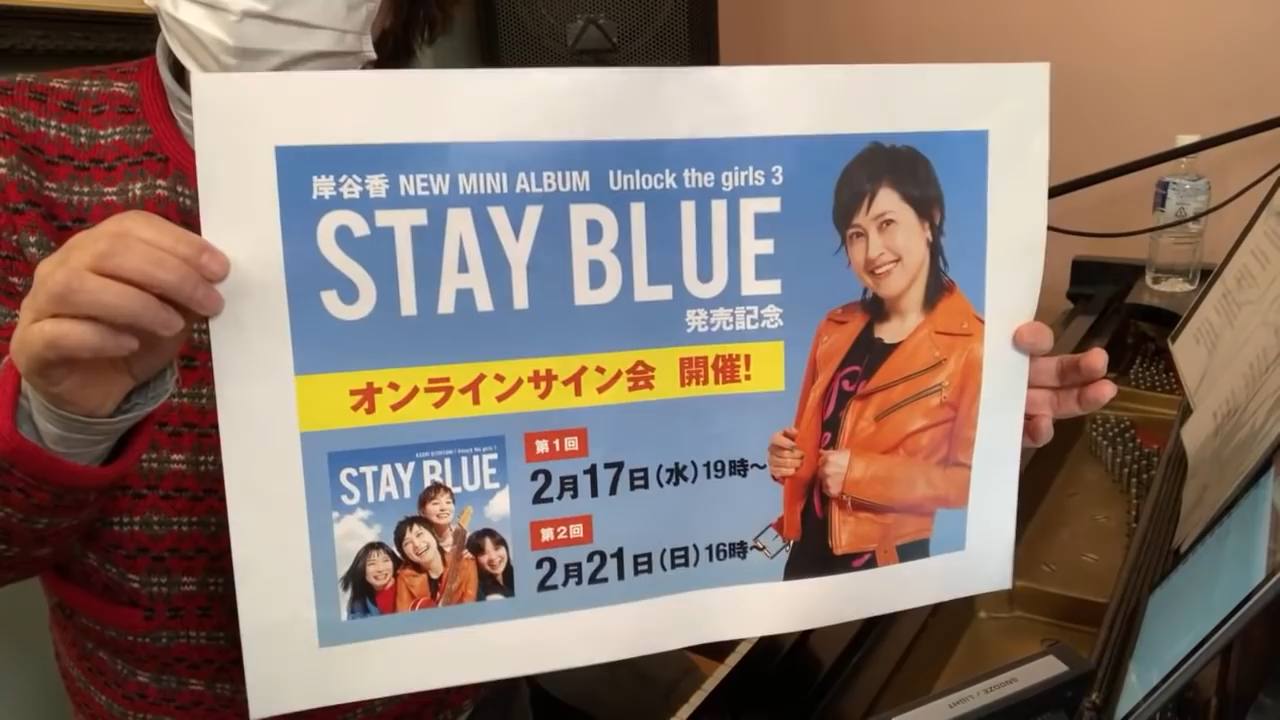 岸谷香 NEW MINI ALBUM Unlock the girls 3
STAY BLUE
発売記念
オンラインサイン会 開催!
STAY BLUE
第1回
2月17日(水)19時~
第2回
2月21日(日)16時~
SNOOZE / LIGHT